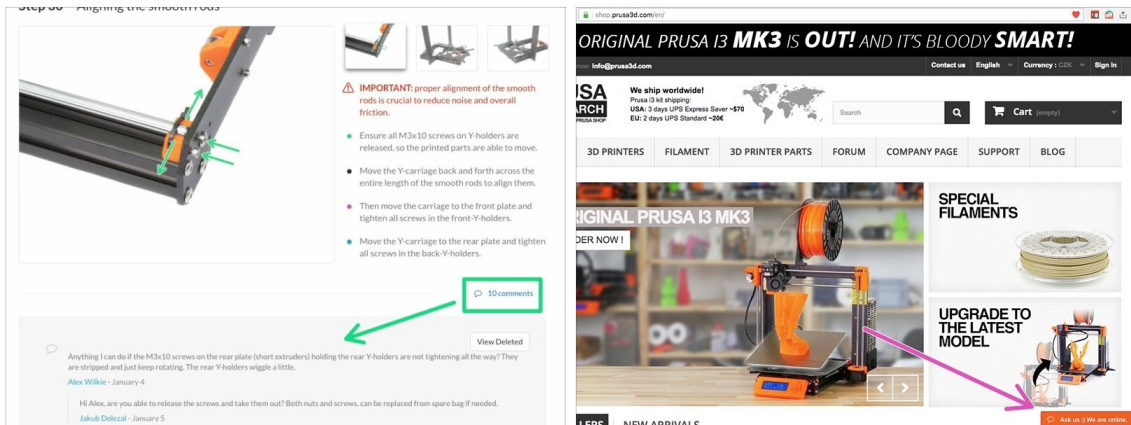 Step 30 Aligning the smooth rods
IMPORTANT: proper alignment of the smooth
rods is crucial to reduce noise and overall
friction.
Ensure all M3x10 screws on Y-holders are
released, so the printed parts are able to move.
Move the Y-carriage back and forth across the
entire length of the smooth rods to align them.
Then move the carriage to the front plate and
tighten all screws in the front-Y-holders.
Move the Y-carriage to the rear plate and tighten
all screws in the back-Y-holders.
10 comments
View Deleted
Anything I can do if the M3x10 screws on the rear plate (short extruders) holding the rear Y-holders are not tightening all the way? They
are stripped and just keep rotating. The rear Y-holders wiggle a little.
Alex Wilkie - January 4
Hi Alex, are you able to release the screws and take them out? Both nuts and screws, can be replaced from spare bag if needed.
Jakub Dolezal - January 5
shop.prusa3d.com/en/
ORIGINAL PRUSA I3 MK3 IS OUT! AND IT'S BLOODY SMART!
now: info@prusa3d.com
Contact us English Currency : CZK Sign in
USA
ARCH
PRUSA SHOP
We ship worldwide!
Prusa i3 kit shipping:
USA: 3 days UPS Express Saver ~$70
EU: 2 days UPS Standard ~20€
Search
Cart (empty)
3D PRINTERS FILAMENT 3D PRINTER PARTS FORUM COMPANY PAGE SUPPORT BLOG
RIGINAL PRUSA I3 MK3
DER NOW !
SPECIAL
FILAMENTS
UPGRADE TO
THE LATEST
MODEL
LERS NEW ARRIVALS
Ask us :) We are online.